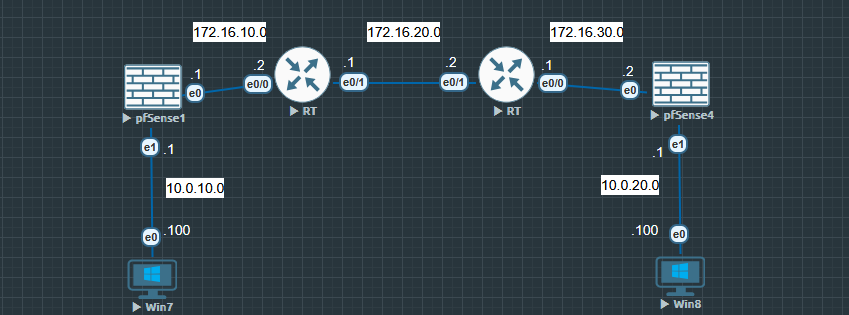 172.16.10.0
172.16.20.0
172.16.30.0
.1
.2
.1
.2
.1
.2
e0
e0/0
e0/1
e0/1
e0/0
e0
pfSense1
RT
RT
pfSense4
e1
.1
.1
e1
10.0.10.0
10.0.20.0
e0
.100
.100
e0
Win7
Win8